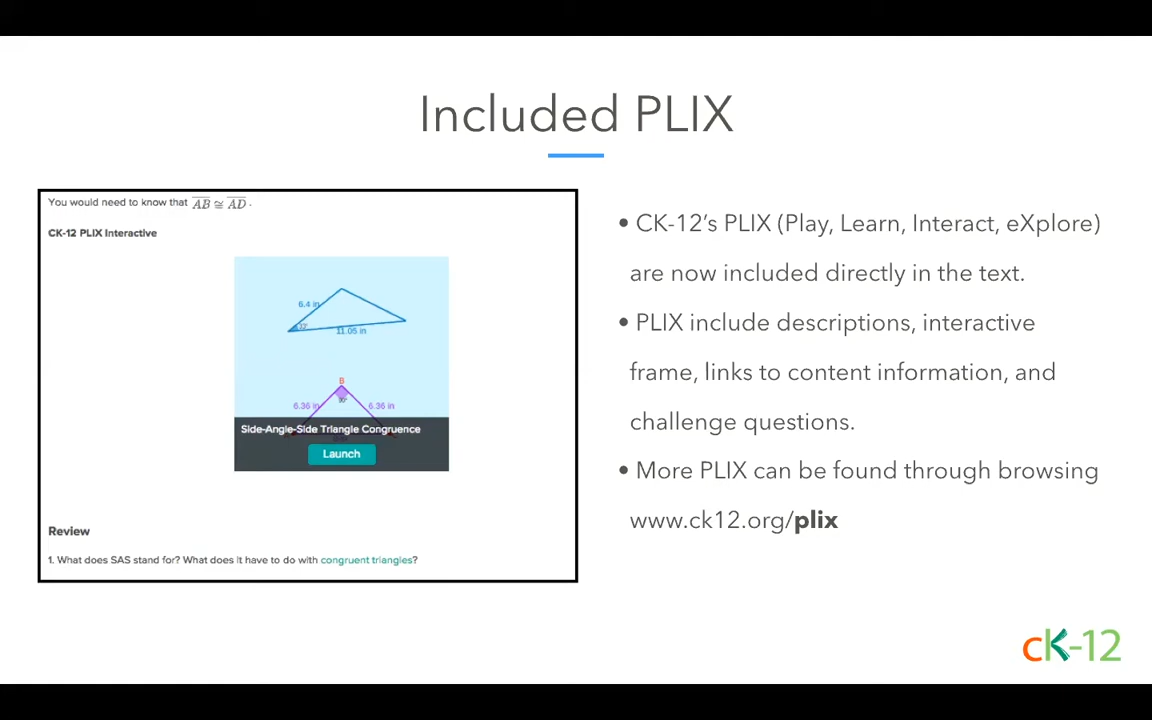 Included PLIX
You would need to know that AB ≅ AD .
CK-12 PLIX Interactive
6.4 in
11.05 in
B
6.36 in 6.36 in
Side-Angle-Side Triangle Congruence
Launch
Review
1. What does SAS stand for? What does it have to do with congruent triangles?
• CK-12’s PLIX (Play, Learn, Interact, eXplore)
are now included directly in the text.
• PLIX include descriptions, interactive
frame, links to content information, and
challenge questions.
• More PLIX can be found through browsing
www.ck12.org/plix
cK-12